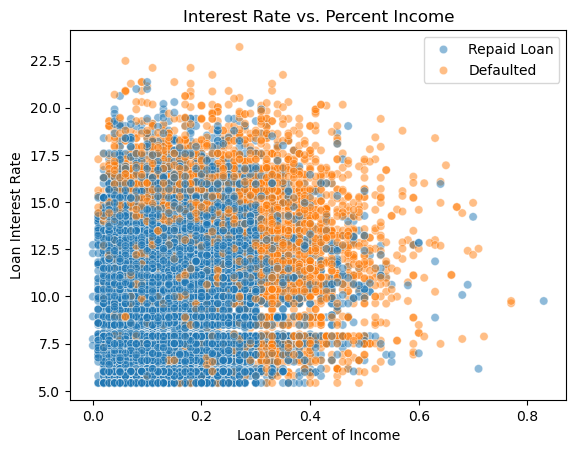 Interest Rate vs. Percent Income
Repaid Loan
Defaulted
Loan Interest Rate
22.5
20.0
17.5
15.0
12.5
10.0
7.5
5.0
0.0 0.2 0.4 0.6 0.8
Loan Percent of Income